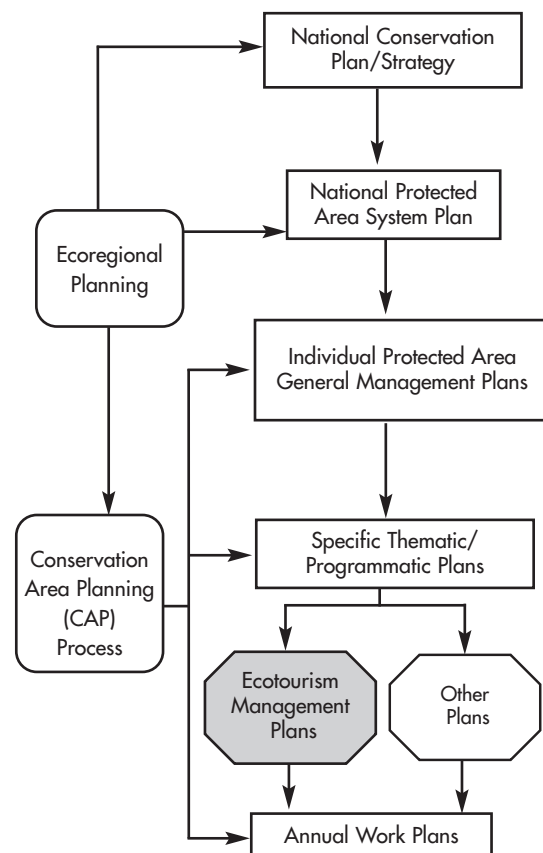 National Conservation
Plan/Strategy
National Protected
Area System Plan
Ecoregional
Planning
Individual Protected Area
General Management Plans
Conservation
Area Planning
(CAP)
Process
Specific Thematic/
Programmatic Plans
Ecotourism
Management
Plans
Other
Plans
Annual Work Plans